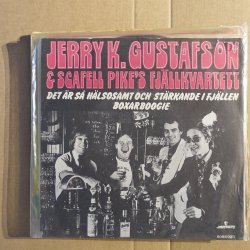 JERRY K. GUSTAFSON
& SCAFELL PIKE'S FJÄLLKVARTETT
DET ÄR SÅ HÄLSOSAMT OCH STÄRKANDE I FJÄLLEN
BOXARBOOGIE